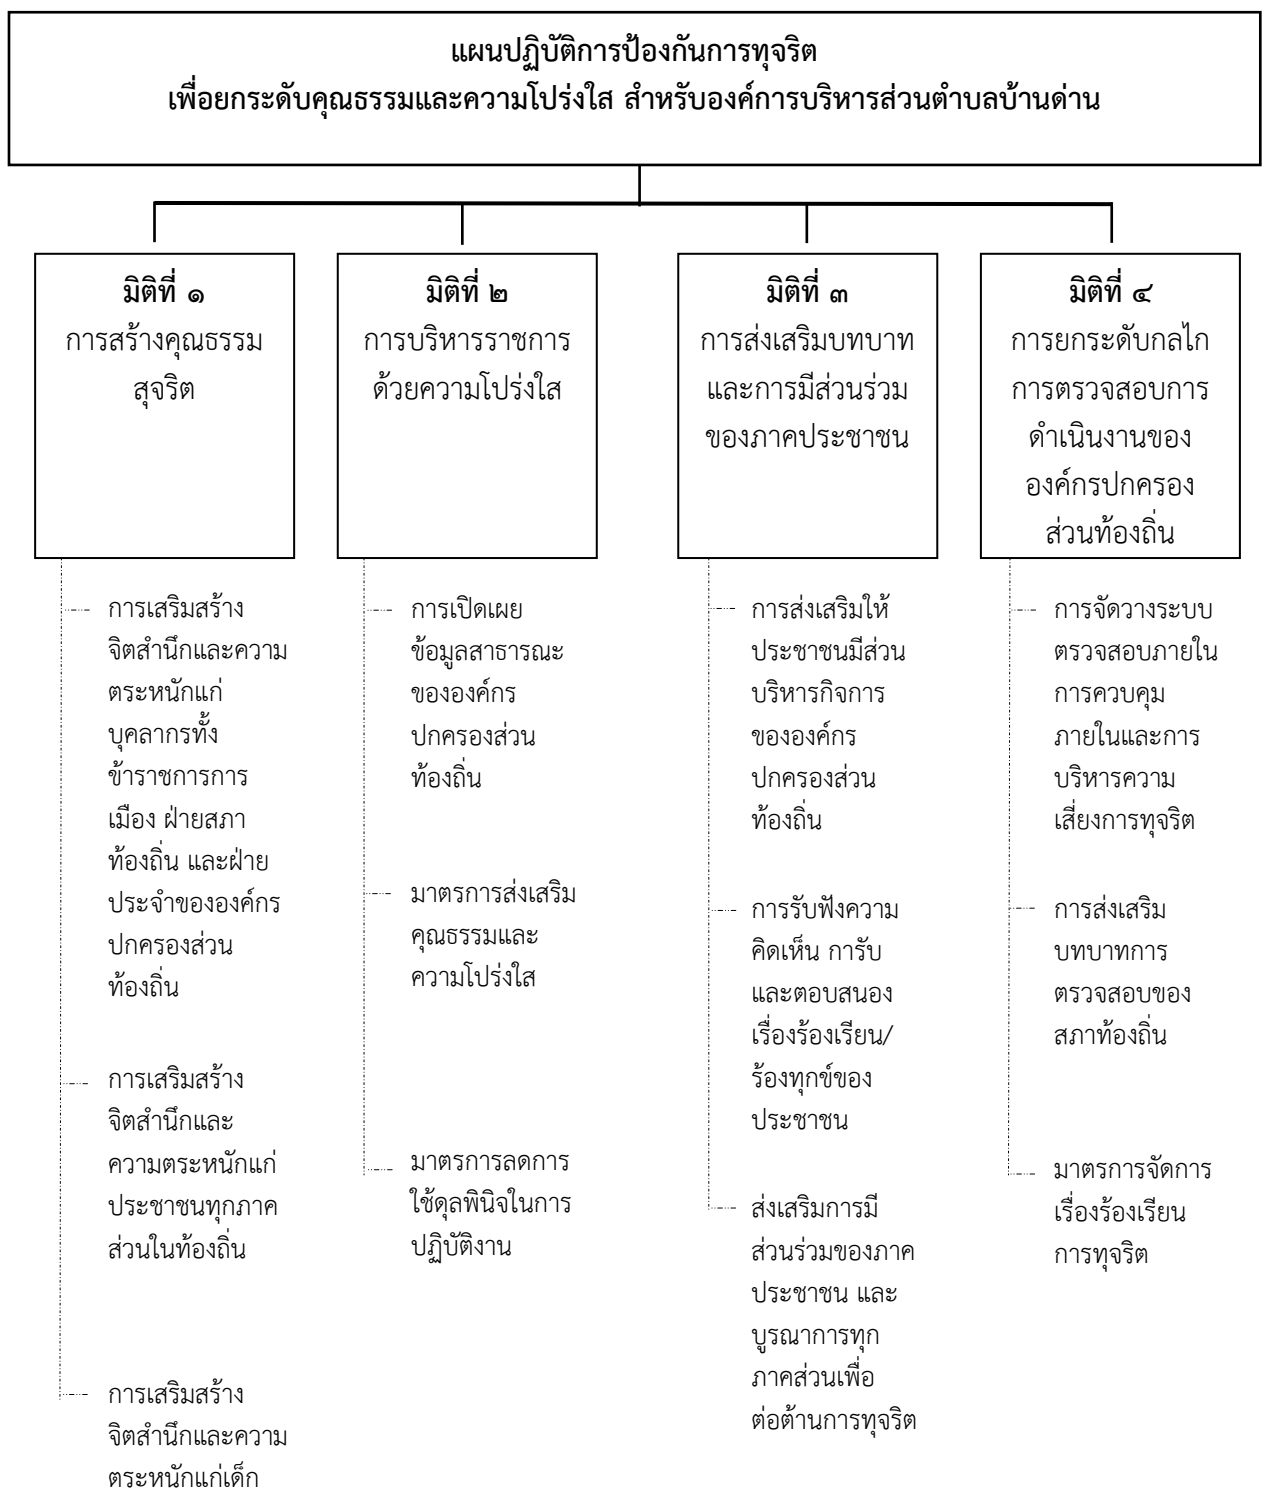 แผนปฏิบัติการป้องกันการทุจริต
เพื่อยกระดับคุณธรรมและความโปร่งใส สำหรับองค์การบริหารส่วนตำบลบ้านด่าน
มิติที่ ๑
การสร้างคุณธรรม
สุจริต
การเสริมสร้าง
จิตสำนึกและความ
ตระหนักแก่
บุคลากรทั้ง
ข้าราชการการ
เมือง ฝ่ายสภา
ท้องถิ่น และฝ่าย
ประจำขององค์กร
ปกครองส่วน
ท้องถิ่น
การเสริมสร้าง
จิตสำนึกและ
ความตระหนักแก่
ประชาชนทุกภาค
ส่วนในท้องถิ่น
การเสริมสร้าง
จิตสำนึกและความ
ตระหนักแก่เด็ก
มิติที่ ๒
การบริหารราชการ
ด้วยความโปร่งใส
การเปิดเผย
ข้อมูลสาธารณะ
ขององค์กร
ปกครองส่วน
ท้องถิ่น
มาตรการส่งเสริม
คุณธรรมและ
ความโปร่งใส
มาตรการลดการ
ใช้ดุลพินิจในการ
ปฏิบัติงาน
มิติที่ ๓
การส่งเสริมบทบาท
และการมีส่วนร่วม
ของภาคประชาชน
การส่งเสริมให้
ประชาชนมีส่วน
บริหารกิจการ
ขององค์กร
ปกครองส่วน
ท้องถิ่น
การรับฟังความ
คิดเห็น การับ
และตอบสนอง
เรื่องร้องเรียน/
ร้องทุกข์ของ
ประชาชน
ส่งเสริมการมี
ส่วนร่วมของภาค
ประชาชน และ
บูรณาการทุก
ภาคส่วนเพื่อ
ต่อต้านการทุจริต
มิติที่ ๔
การยกระดับกลไก
การตรวจสอบการ
ดำเนินงานของ
องค์กรปกครอง
ส่วนท้องถิ่น
การจัดวางระบบ
ตรวจสอบภายใน
การควบคุม
ภายในและการ
บริหารความ
เสี่ยงการทุจริต
การส่งเสริม
บทบาทการ
ตรวจสอบของ
สภาท้องถิ่น
มาตรการจัดการ
เรื่องร้องเรียน
การทุจริต